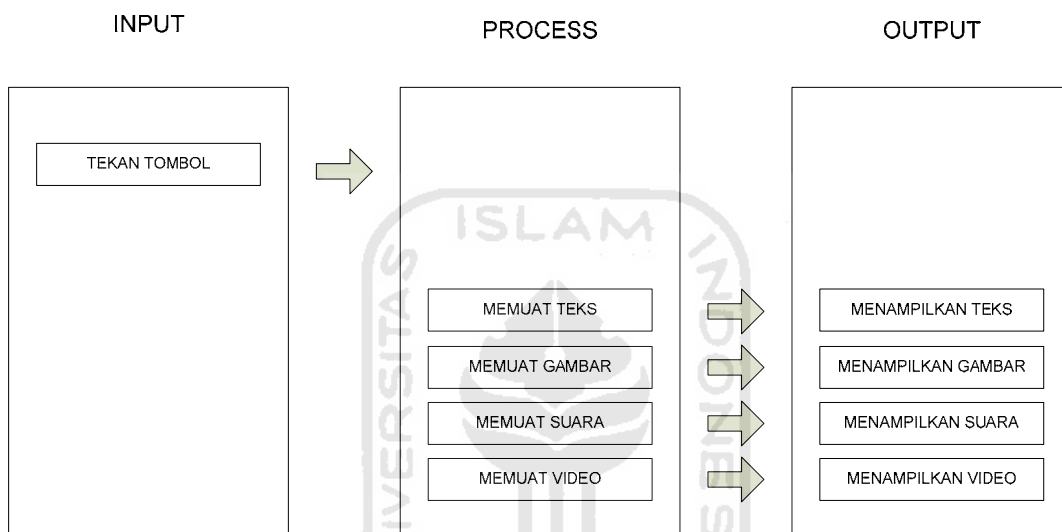 INPUT
PROCESS
OUTPUT
TEKAN TOMBOL
MEMUAT TEKS
MENAMPILKAN TEKS
MEMUAT GAMBAR
MENAMPILKAN GAMBAR
MEMUAT SUARA
MENAMPILKAN SUARA
MEMUAT VIDEO
MENAMPILKAN VIDEO
ISLAM